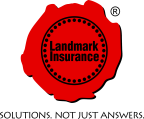 ®
Landmark
Insurance
SOLUTIONS. NOT JUST ANSWERS.